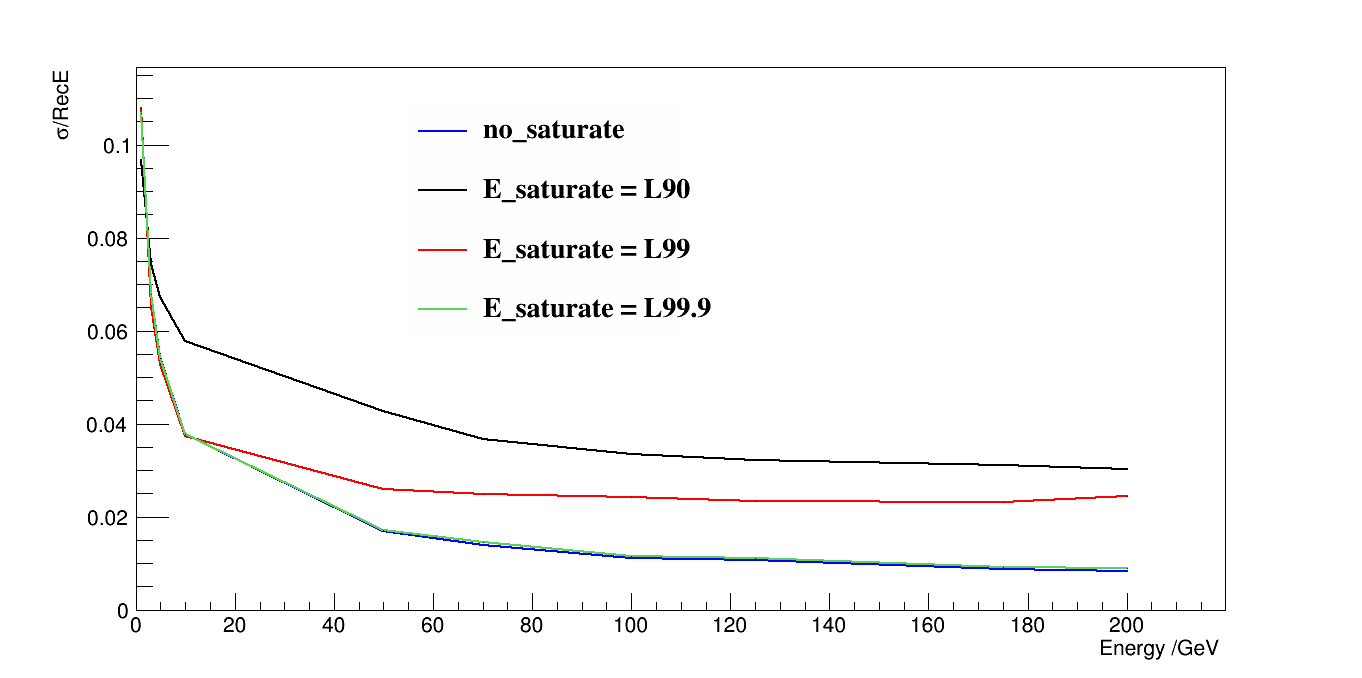 σ/RecE
no_saturate
E_saturate = L90
E_saturate = L99
E_saturate = L99.9
0.1
0.08
0.06
0.04
0.02
0
0 20 40 60 80 100 120 140 160 180 200
Energy /GeV